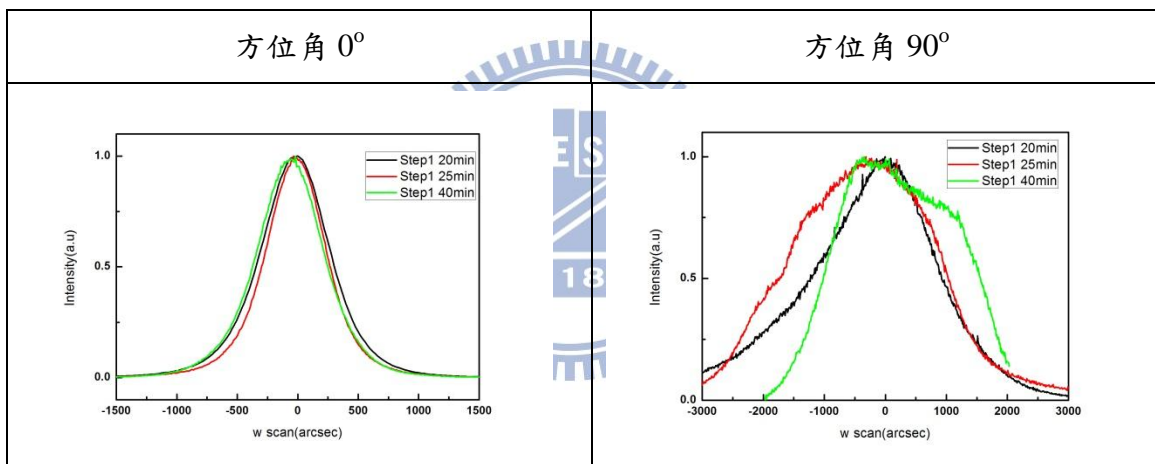 方位角 0°
方位角 90°
1.0
0.5
0.0
Intensity(a.u)
-1500
-1000
-500
0
500
1000
1500
w scan(arcsec)
Step1 20min
Step1 25min
Step1 40min
ES
18
E
1.0
0.5
0.0
Intensity(a.u)
-3000
-2000
-1000
0
1000
2000
3000
w scan(arcsec)
Step1 20min
Step1 25min
Step1 40min